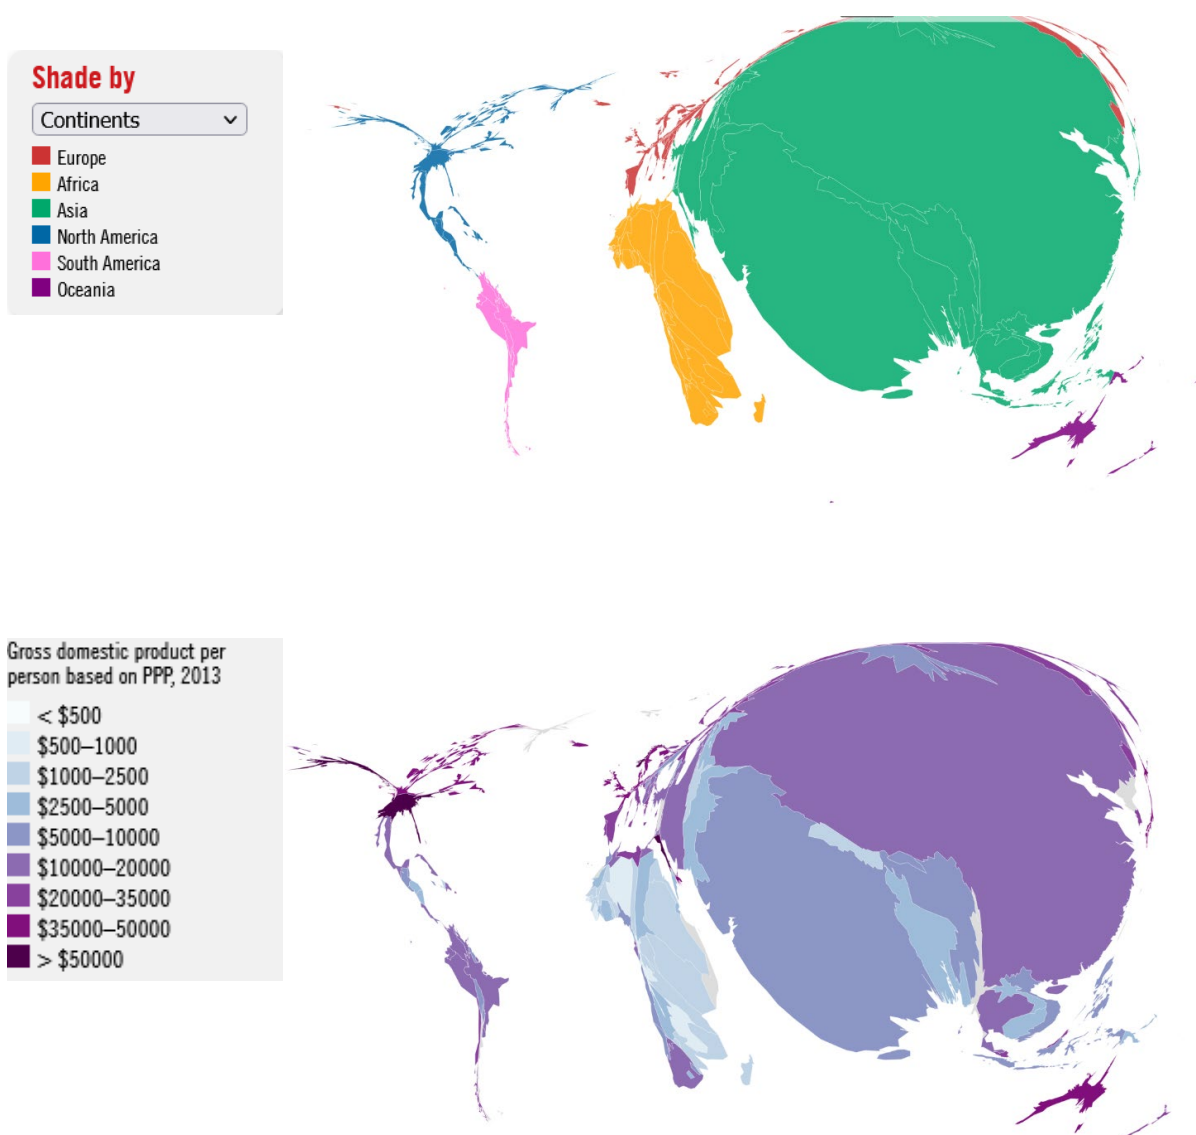 Shade by
Continents
Europe
Africa
Asia
North America
South America
Oceania
Gross domestic product per
person based on PPP, 2013
< $500
$500–1000
$1000–2500
$2500–5000
$5000–10000
$10000–20000
$20000–35000
$35000–50000
> $50000